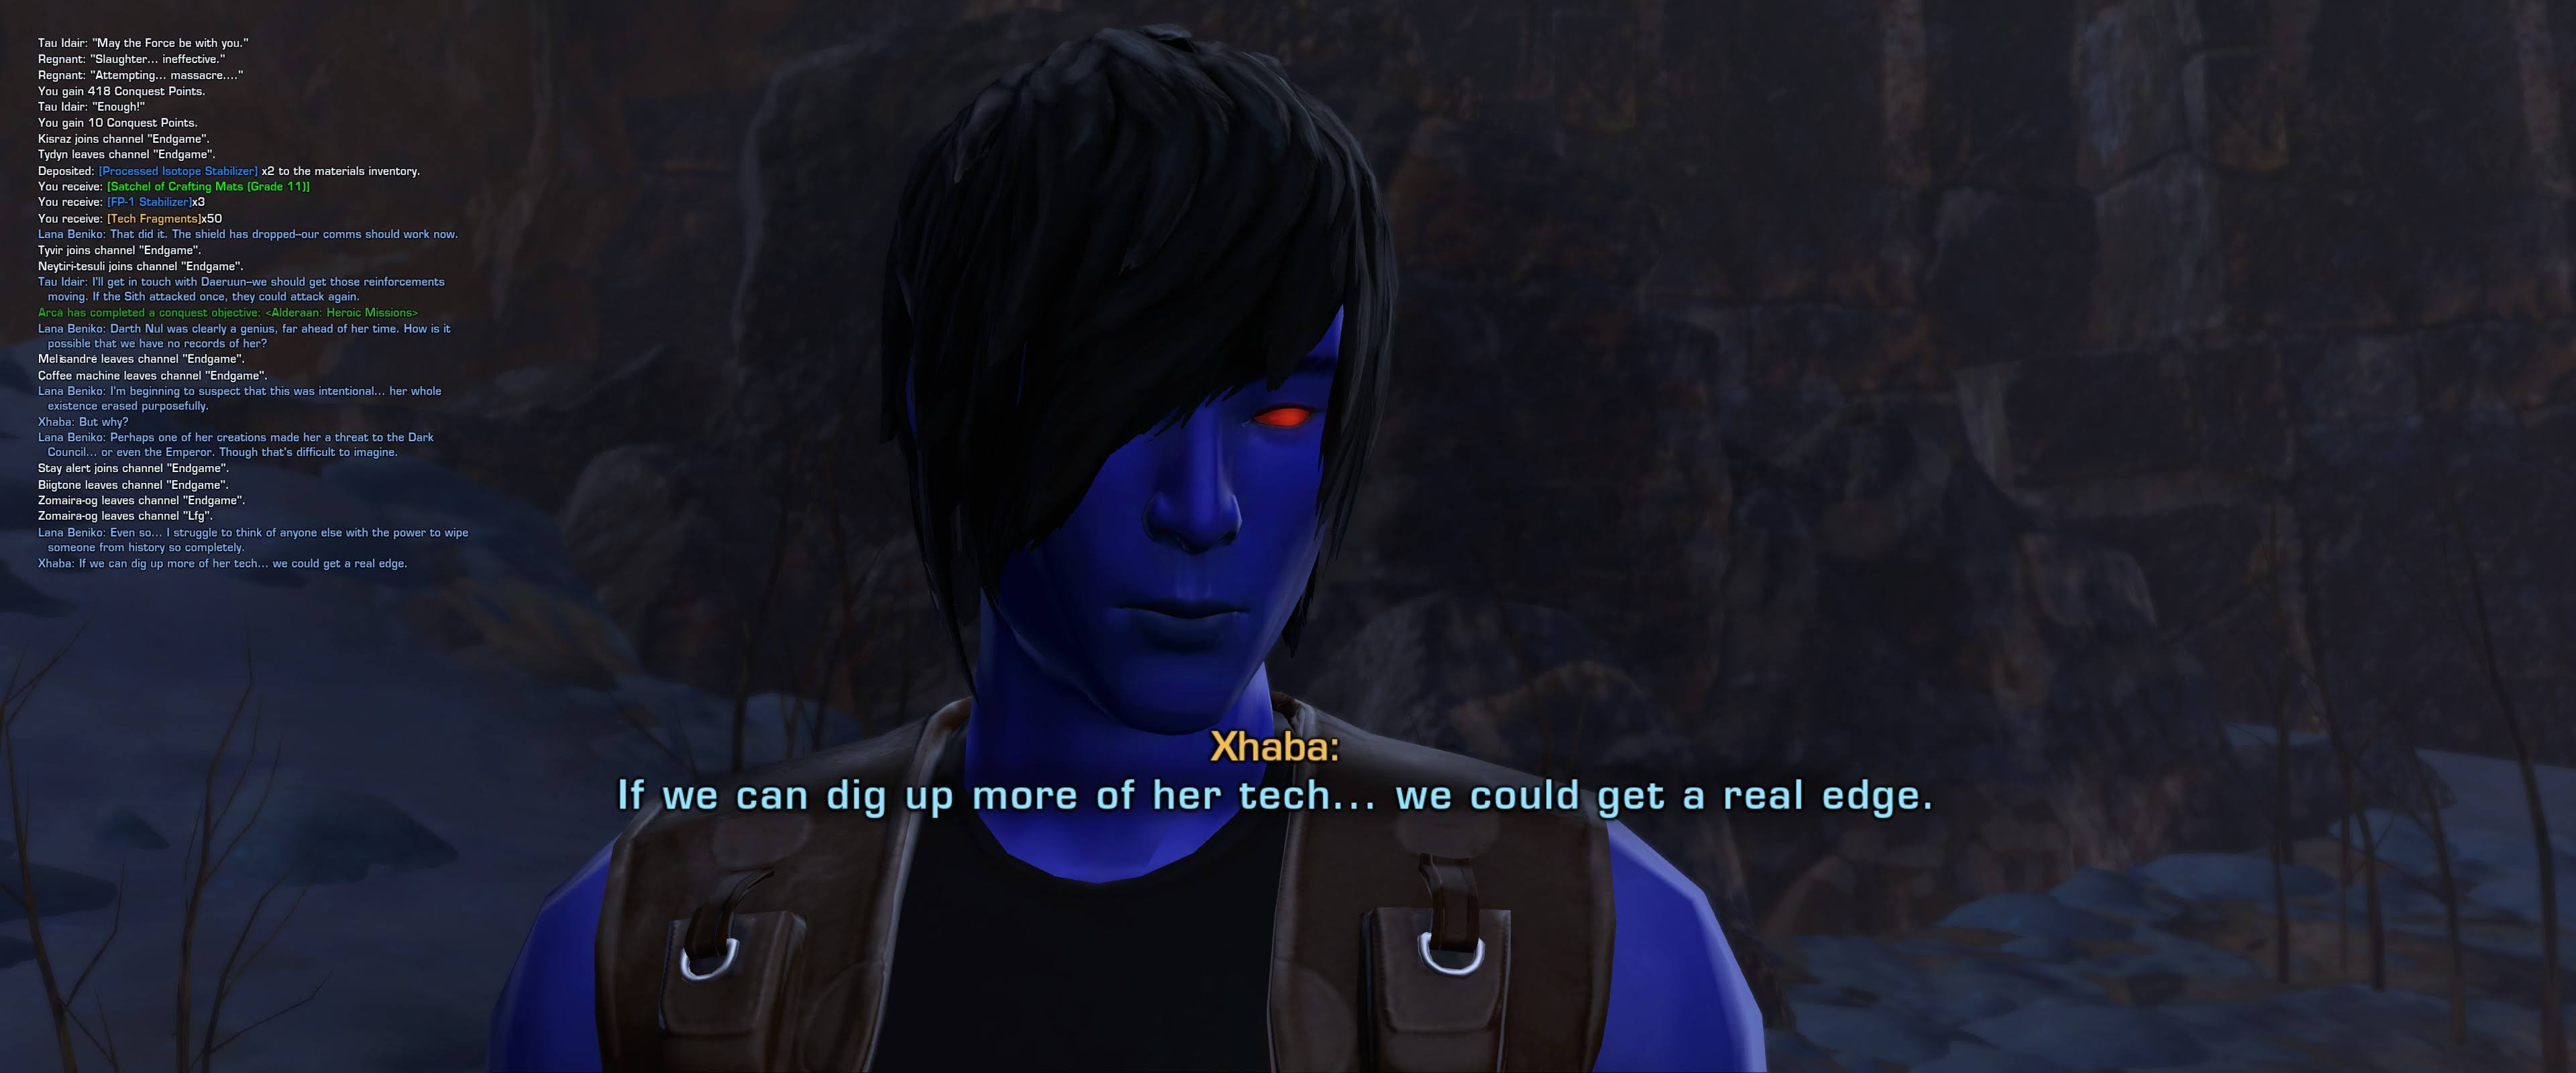 Tau Idair: "May the Force be with you."
Regnant: "Slaughter... ineffective."
Regnant: "Attempting... massacre...."
You gain 418 Conquest Points.
Tau Idair: "Enough!"
You gain 10 Conquest Points.
Kisraz joins channel "Endgame".
Tydyn leaves channel "Endgame".
Deposited: [Processed Isotope Stabilizer] x2 to the materials inventory.
You receive: [Satchel of Crafting Mats (Grade 11)]
You receive: [FP-1 Stabilizer]x3
You receive: [Tech Fragments]x50
Lana Beniko: That did it. The shield has dropped–our comms should work now.
Tyvir joins channel "Endgame".
Neytiri-tesuli joins channel "Endgame".
Tau Idair: I'll get in touch with Daeruun–we should get those reinforcements
moving. If the Sith attacked once, they could attack again.
Arcà has completed a conquest objective: <Alderaan: Heroic Missions>
Lana Beniko: Darth Nul was clearly a genius, far ahead of her time. How is it
possible that we have no records of her?
Melìsandré leaves channel "Endgame".
Coffee machine leaves channel "Endgame".
Lana Beniko: I'm beginning to suspect that this was intentional... her whole
existence erased purposefully.
Xhaba: But why?
Lana Beniko: Perhaps one of her creations made her a threat to the Dark
Council... or even the Emperor. Though that's difficult to imagine.
Stay alert joins channel "Endgame".
Biigtone leaves channel "Endgame".
Zomaira-og leaves channel "Endgame".
Zomaira-og leaves channel "Lfg".
Lana Beniko: Even so... I struggle to think of anyone else with the power to wipe
someone from history so completely.
Xhaba: If we can dig up more of her tech... we could get a real edge.
Xhaba:
If we can dig up more of her tech... we could get a real edge.